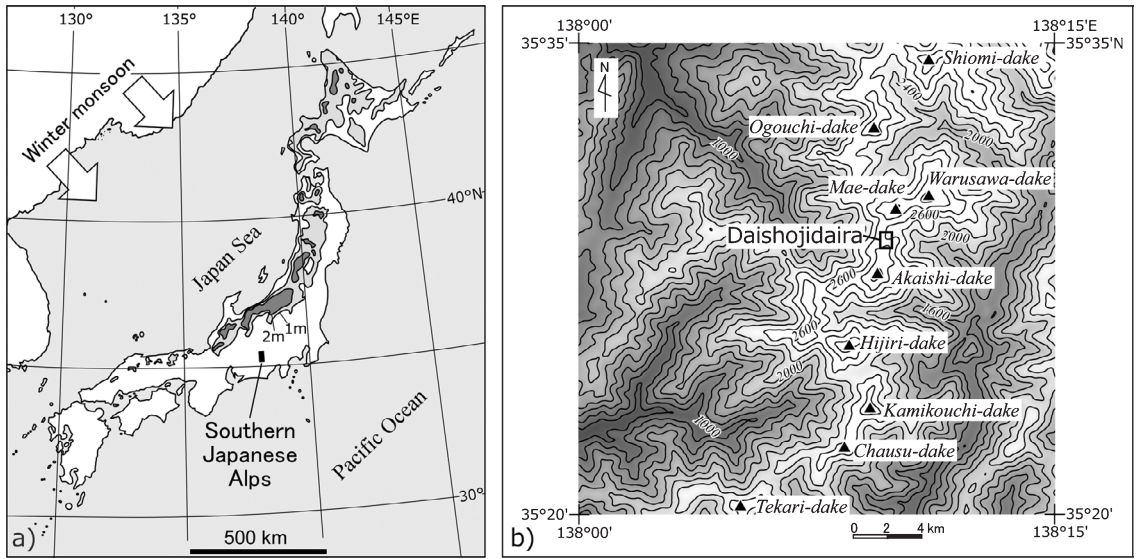 130°
135°
140°
145°E
Winter monsoon
40°N
Japan Sea
1m
2m
Southern
Japanese
Alps
Pacific Ocean
30°
a)
500 km
138°00'
138°15'E
35°35'
35°35'N
N
Shiomi-dake
2400
Ogouchi-dake
2000
1000
Mae-dake
Warusawa-dake
2600
Daishojidaira
2000
2600
Akaishi-dake
1600
2600
Hijiri-dake
2000
Kamikouchi-dake
1000
Chausu-dake
Tekari-dake
35°20'
35°20'
138°00'
138°15'
0 2 4 km
b)